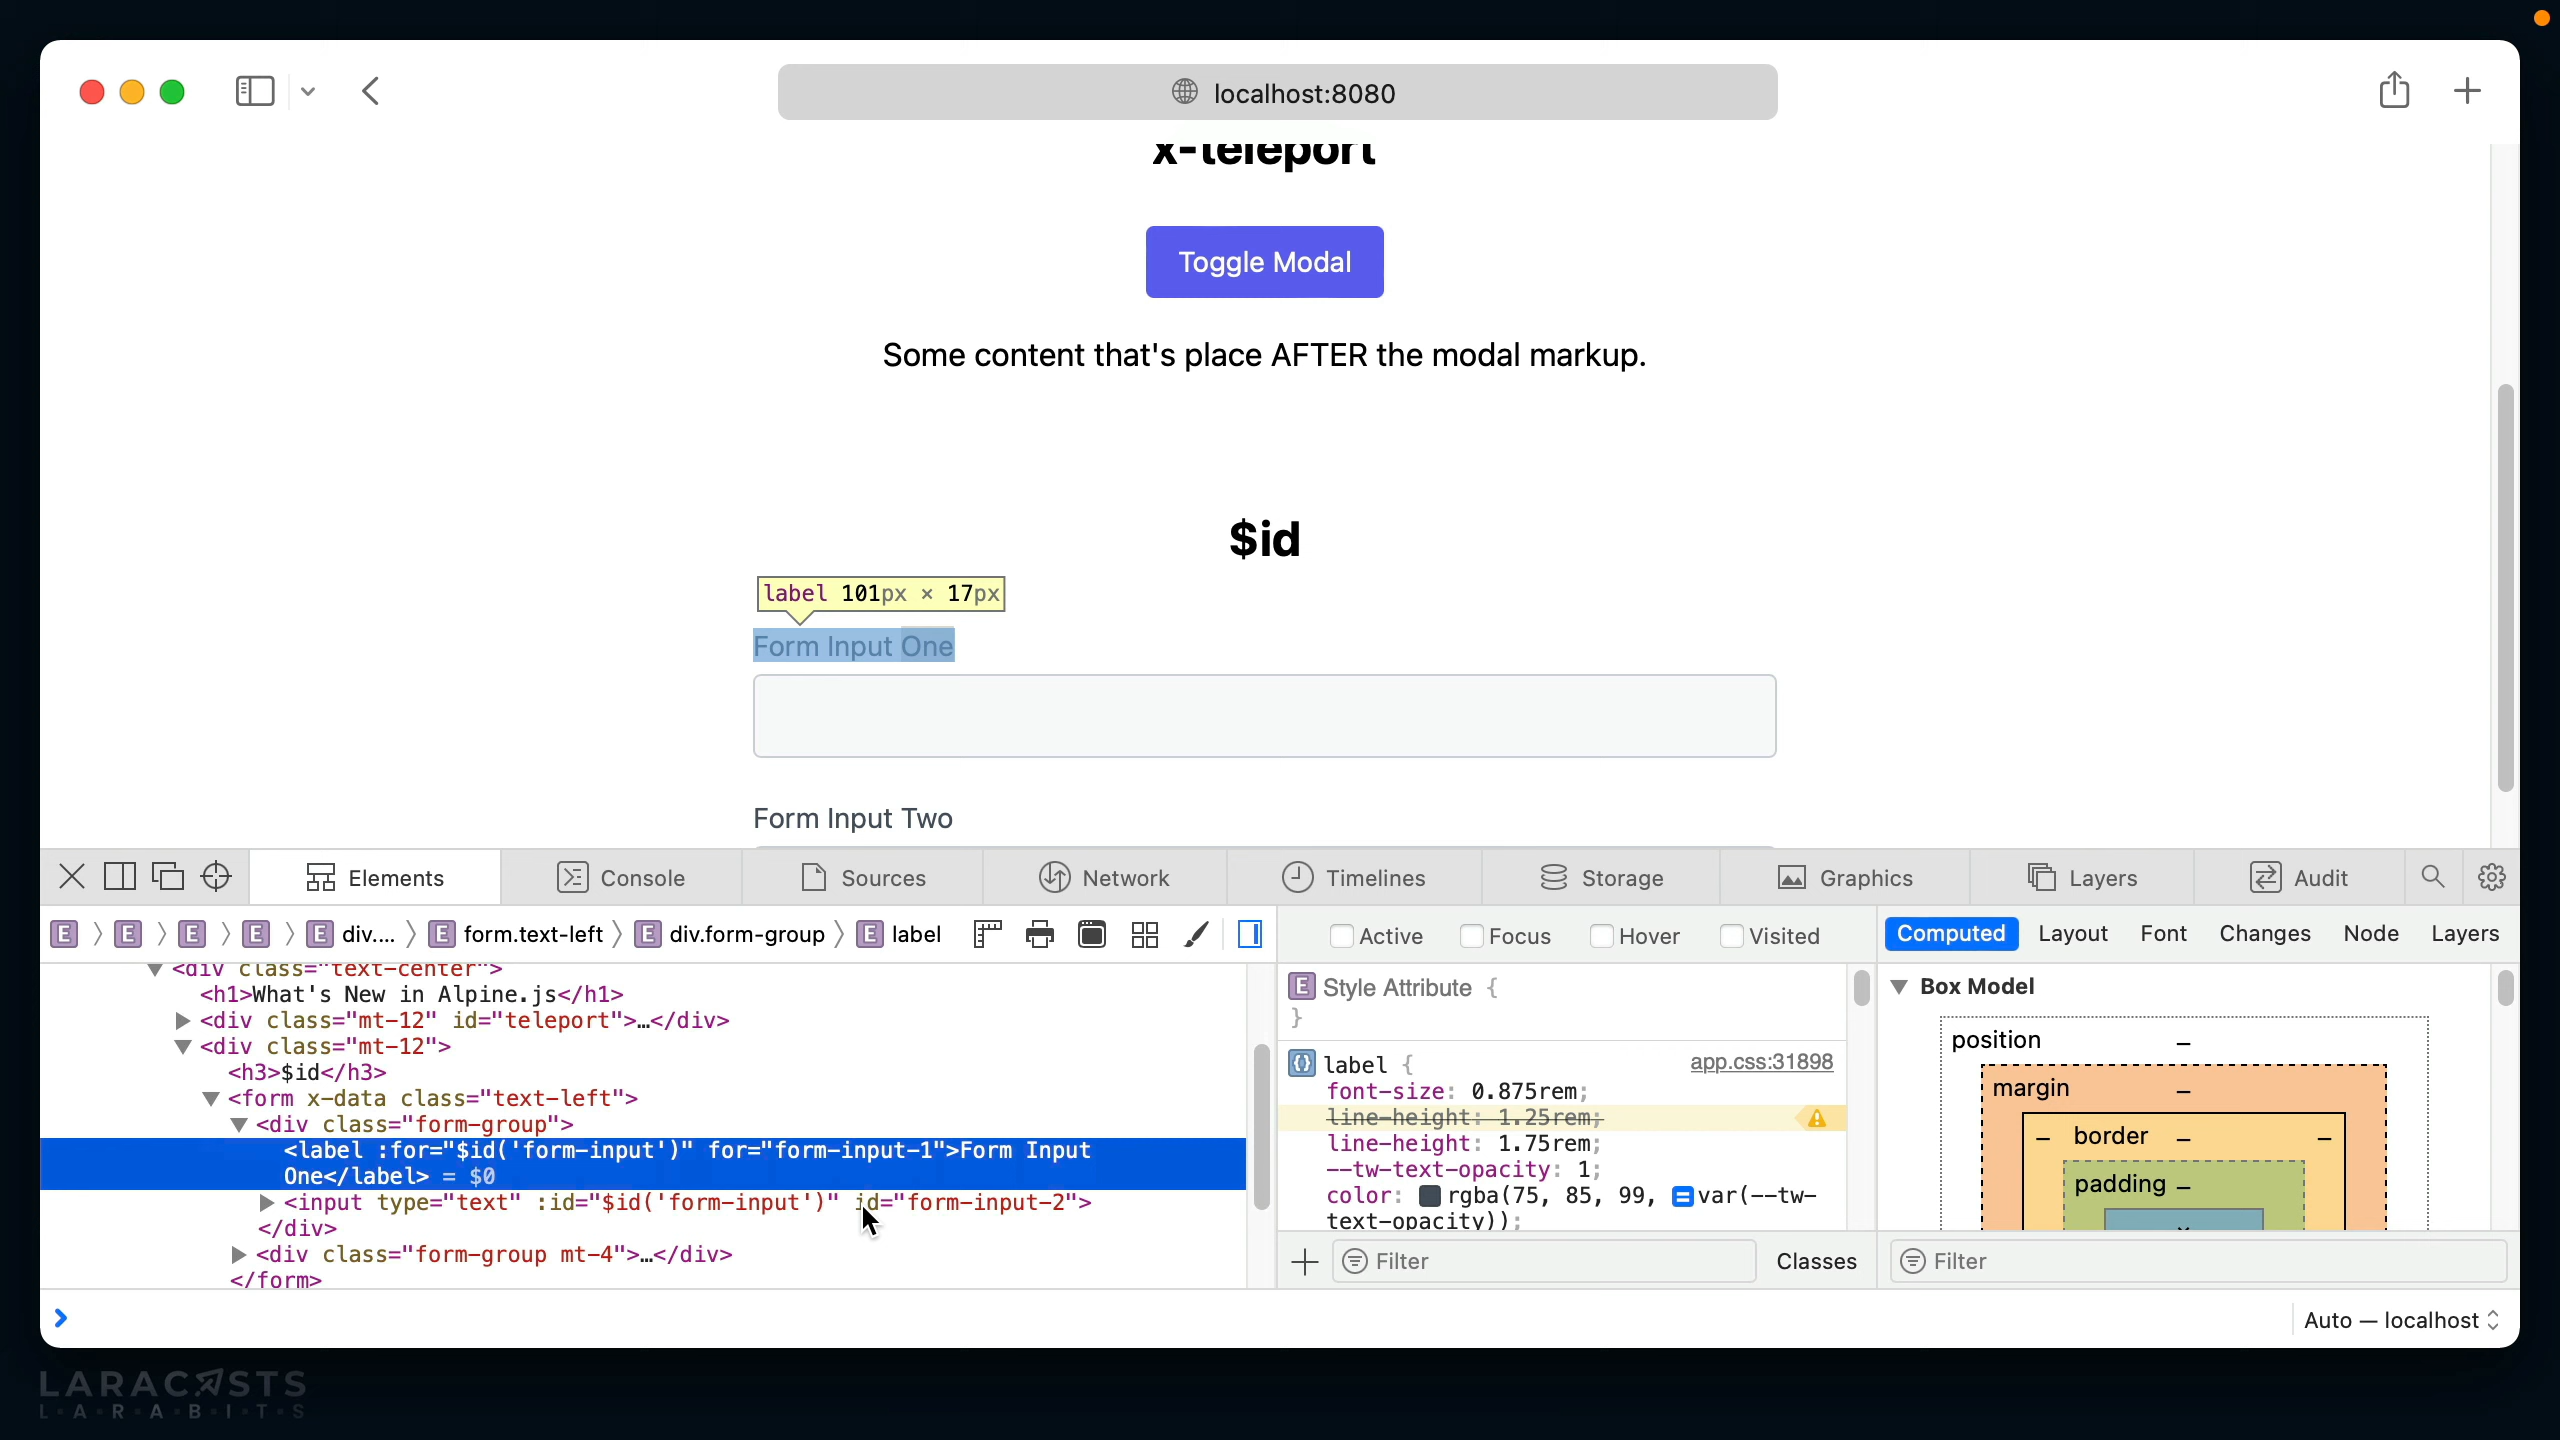 localhost:8080
x-teleport
Toggle Modal
Some content that's place AFTER the modal markup.
$id
label 101px × 17px
Form Input One
Form Input Two
Elements
Console
Sources
Network
Timelines
Storage
Graphics
Layers
Audit
E E E E E div.… E form.text-left E div.form-group E label
Active Focus Hover Visited
Computed Layout Font Changes Node Layers
<div class="text-center">
<h1>What's New in Alpine.js</h1>
<div class="mt-12" id="teleport">…</div>
<div class="mt-12">
<h3>$id</h3>
<form x-data class="text-left">
<div class="form-group">
<label :for="$id('form-input')" for="form-input-1">Form Input
One</label> = $0
<input type="text" :id="$id('form-input')" id="form-input-2">
</div>
<div class="form-group mt-4">…</div>
</form>
E Style Attribute {
}
label { app.css:31898
font-size: 0.875rem;
line-height: 1.25rem;
line-height: 1.75rem;
--tw-text-opacity: 1;
color: rgba(75, 85, 99, var(--tw-
text-opacity));
Filter Classes
Box Model
position –
margin –
– border – –
padding –
Filter
Auto — localhost
LARACASTS
L·A·R·A·B·I·T·S